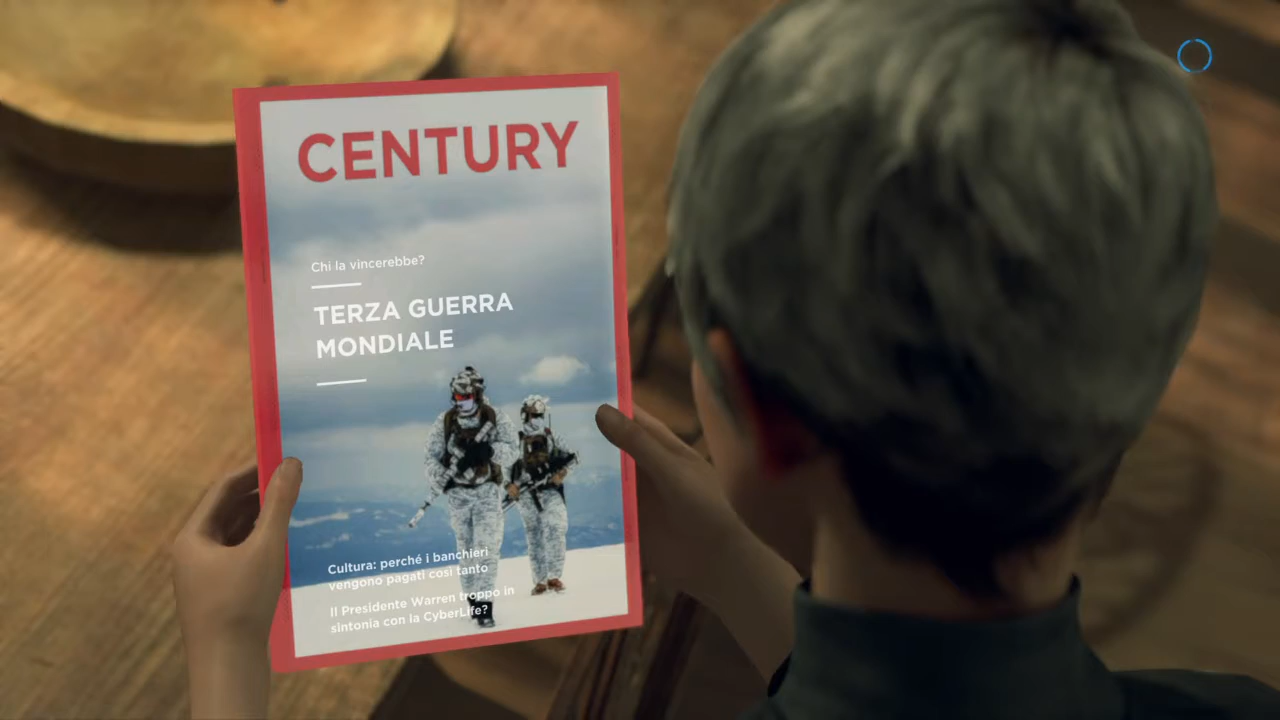 CENTURY
Chi la vincerebbe?
TERZA GUERRA
MONDIALE
Cultura: perché i banchieri
vengono pagati così tanto
Il Presidente Warren troppo in
sintonia con la CyberLife?